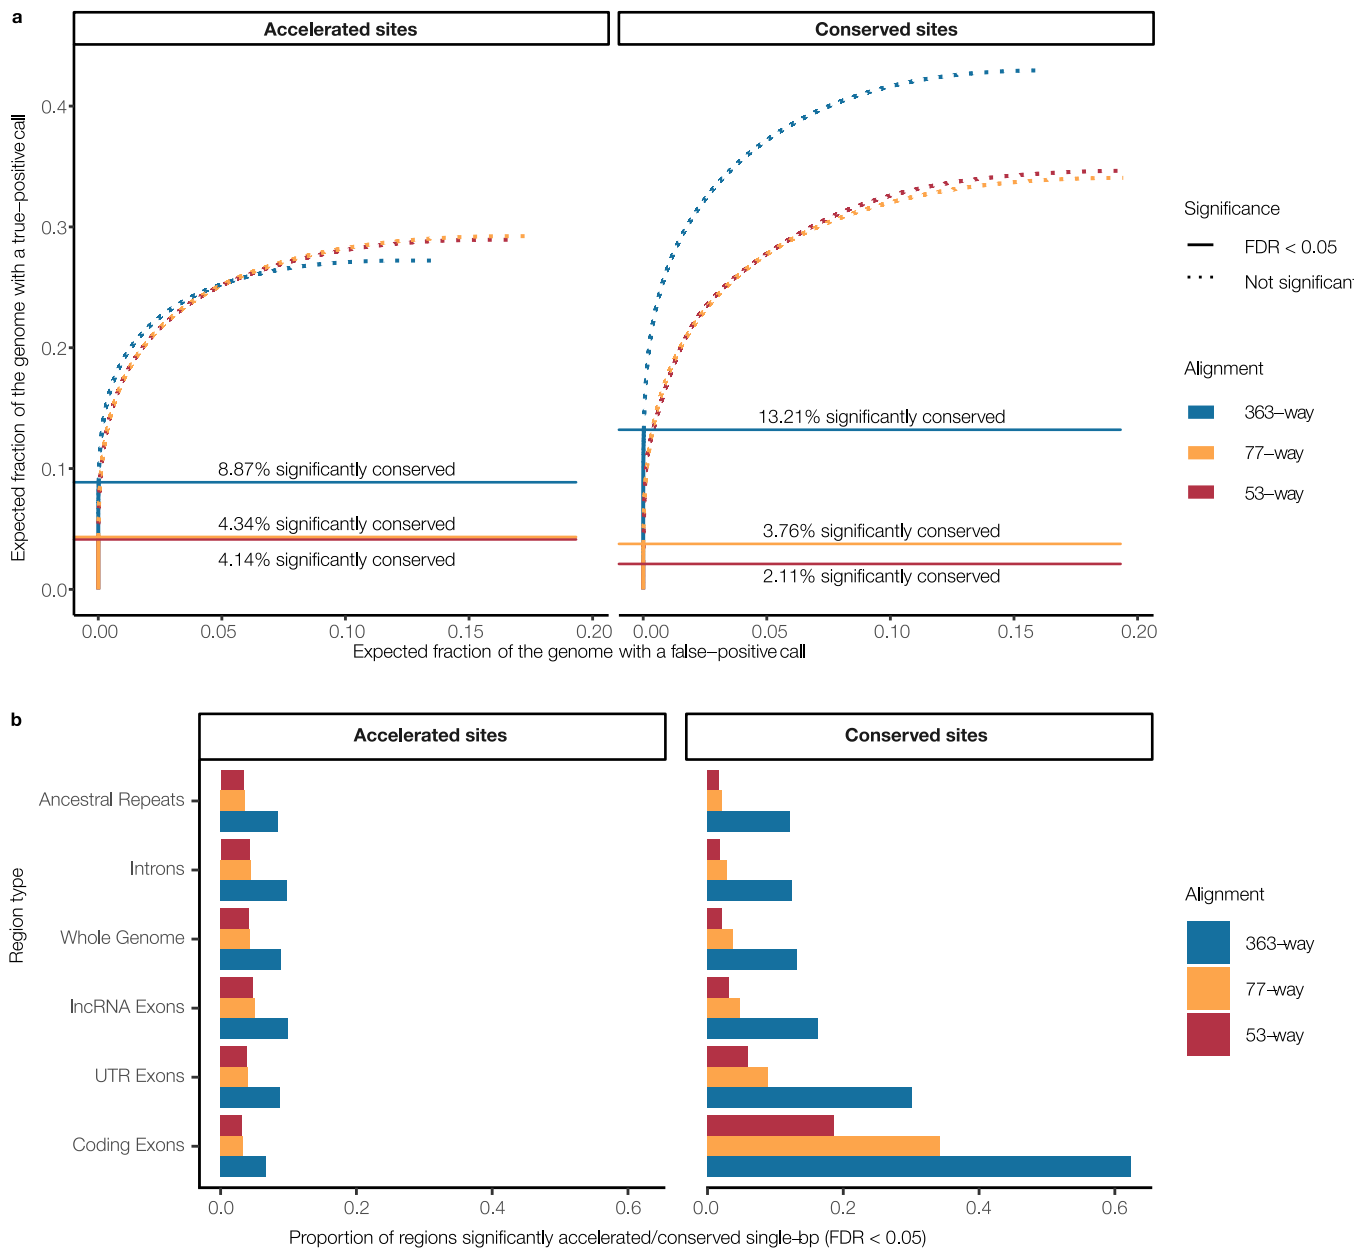 a
Accelerated sites
Conserved sites
Expected fraction of the genome with a true–positive call
0.4
0.3
0.2
0.1
0.0
8.87% significantly conserved
4.34% significantly conserved
4.14% significantly conserved
13.21% significantly conserved
3.76% significantly conserved
2.11% significantly conserved
0.00 0.05 0.10 0.15 0.20
0.00 0.05 0.10 0.15 0.20
Expected fraction of the genome with a false–positive call
Significance
FDR < 0.05
Not significant
Alignment
363–way
77–way
53–way
b
Accelerated sites
Conserved sites
Region type
Ancestral Repeats
Introns
Whole Genome
lncRNA Exons
UTR Exons
Coding Exons
0.0 0.2 0.4 0.6
0.0 0.2 0.4 0.6
Proportion of regions significantly accelerated/conserved single–bp (FDR < 0.05)
Alignment
363–way
77–way
53–way